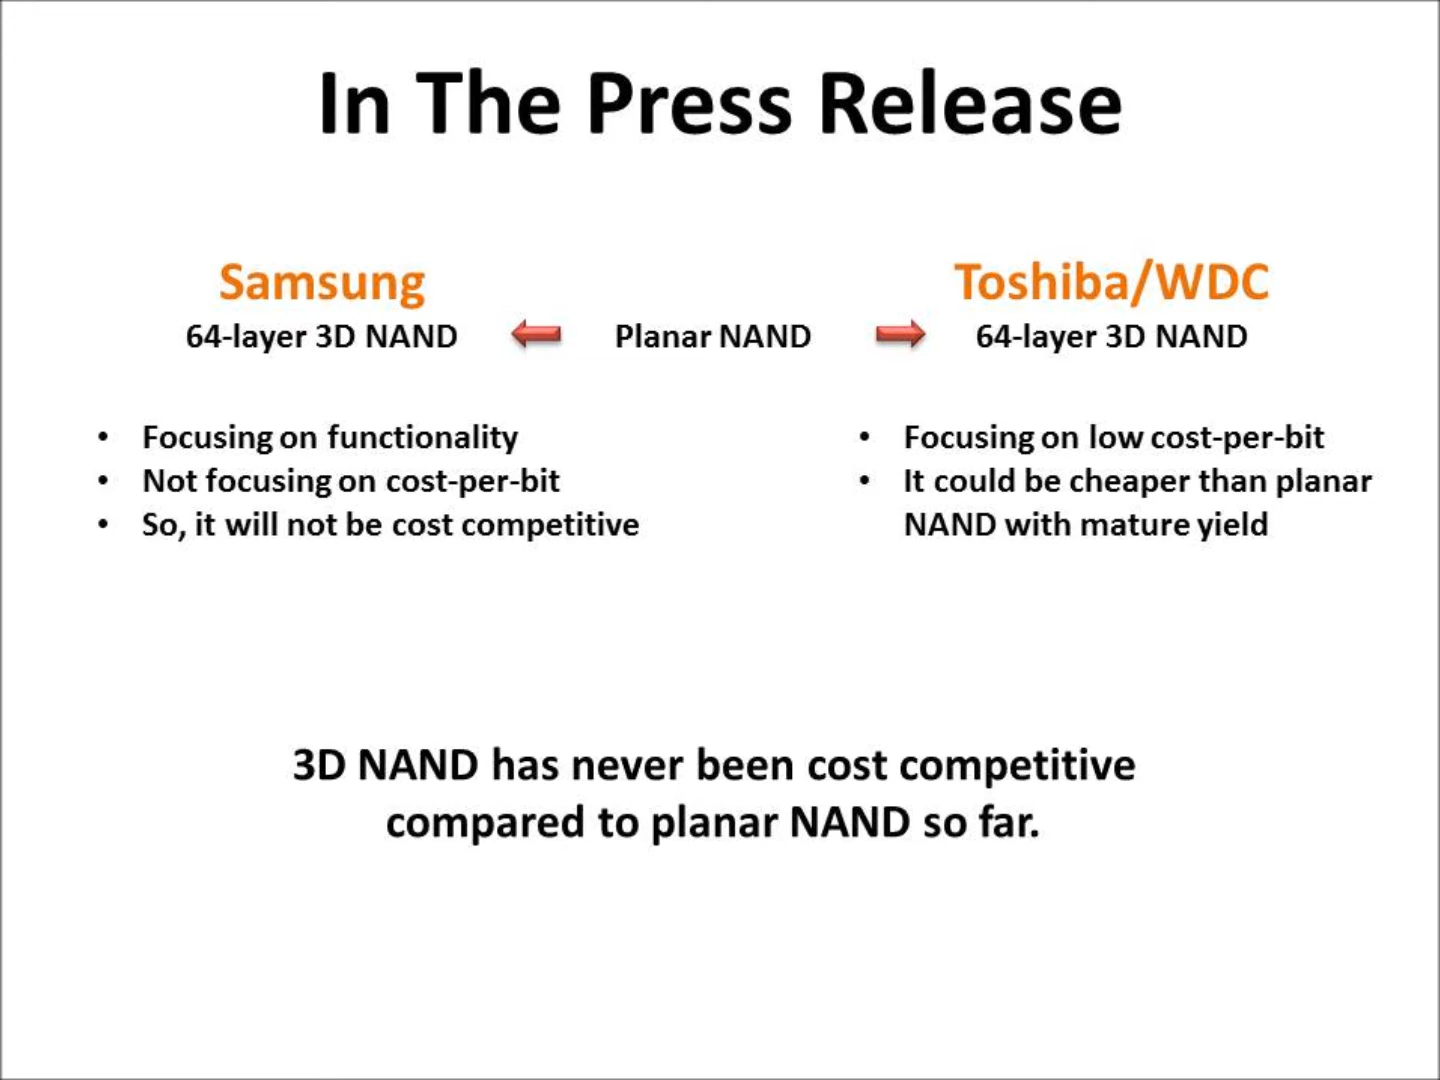 In The Press Release
Samsung
64-layer 3D NAND
Planar NAND
Toshiba/WDC
64-layer 3D NAND
• Focusing on functionality
• Not focusing on cost-per-bit
• So, it will not be cost competitive
• Focusing on low cost-per-bit
• It could be cheaper than planar
NAND with mature yield
3D NAND has never been cost competitive
compared to planar NAND so far.